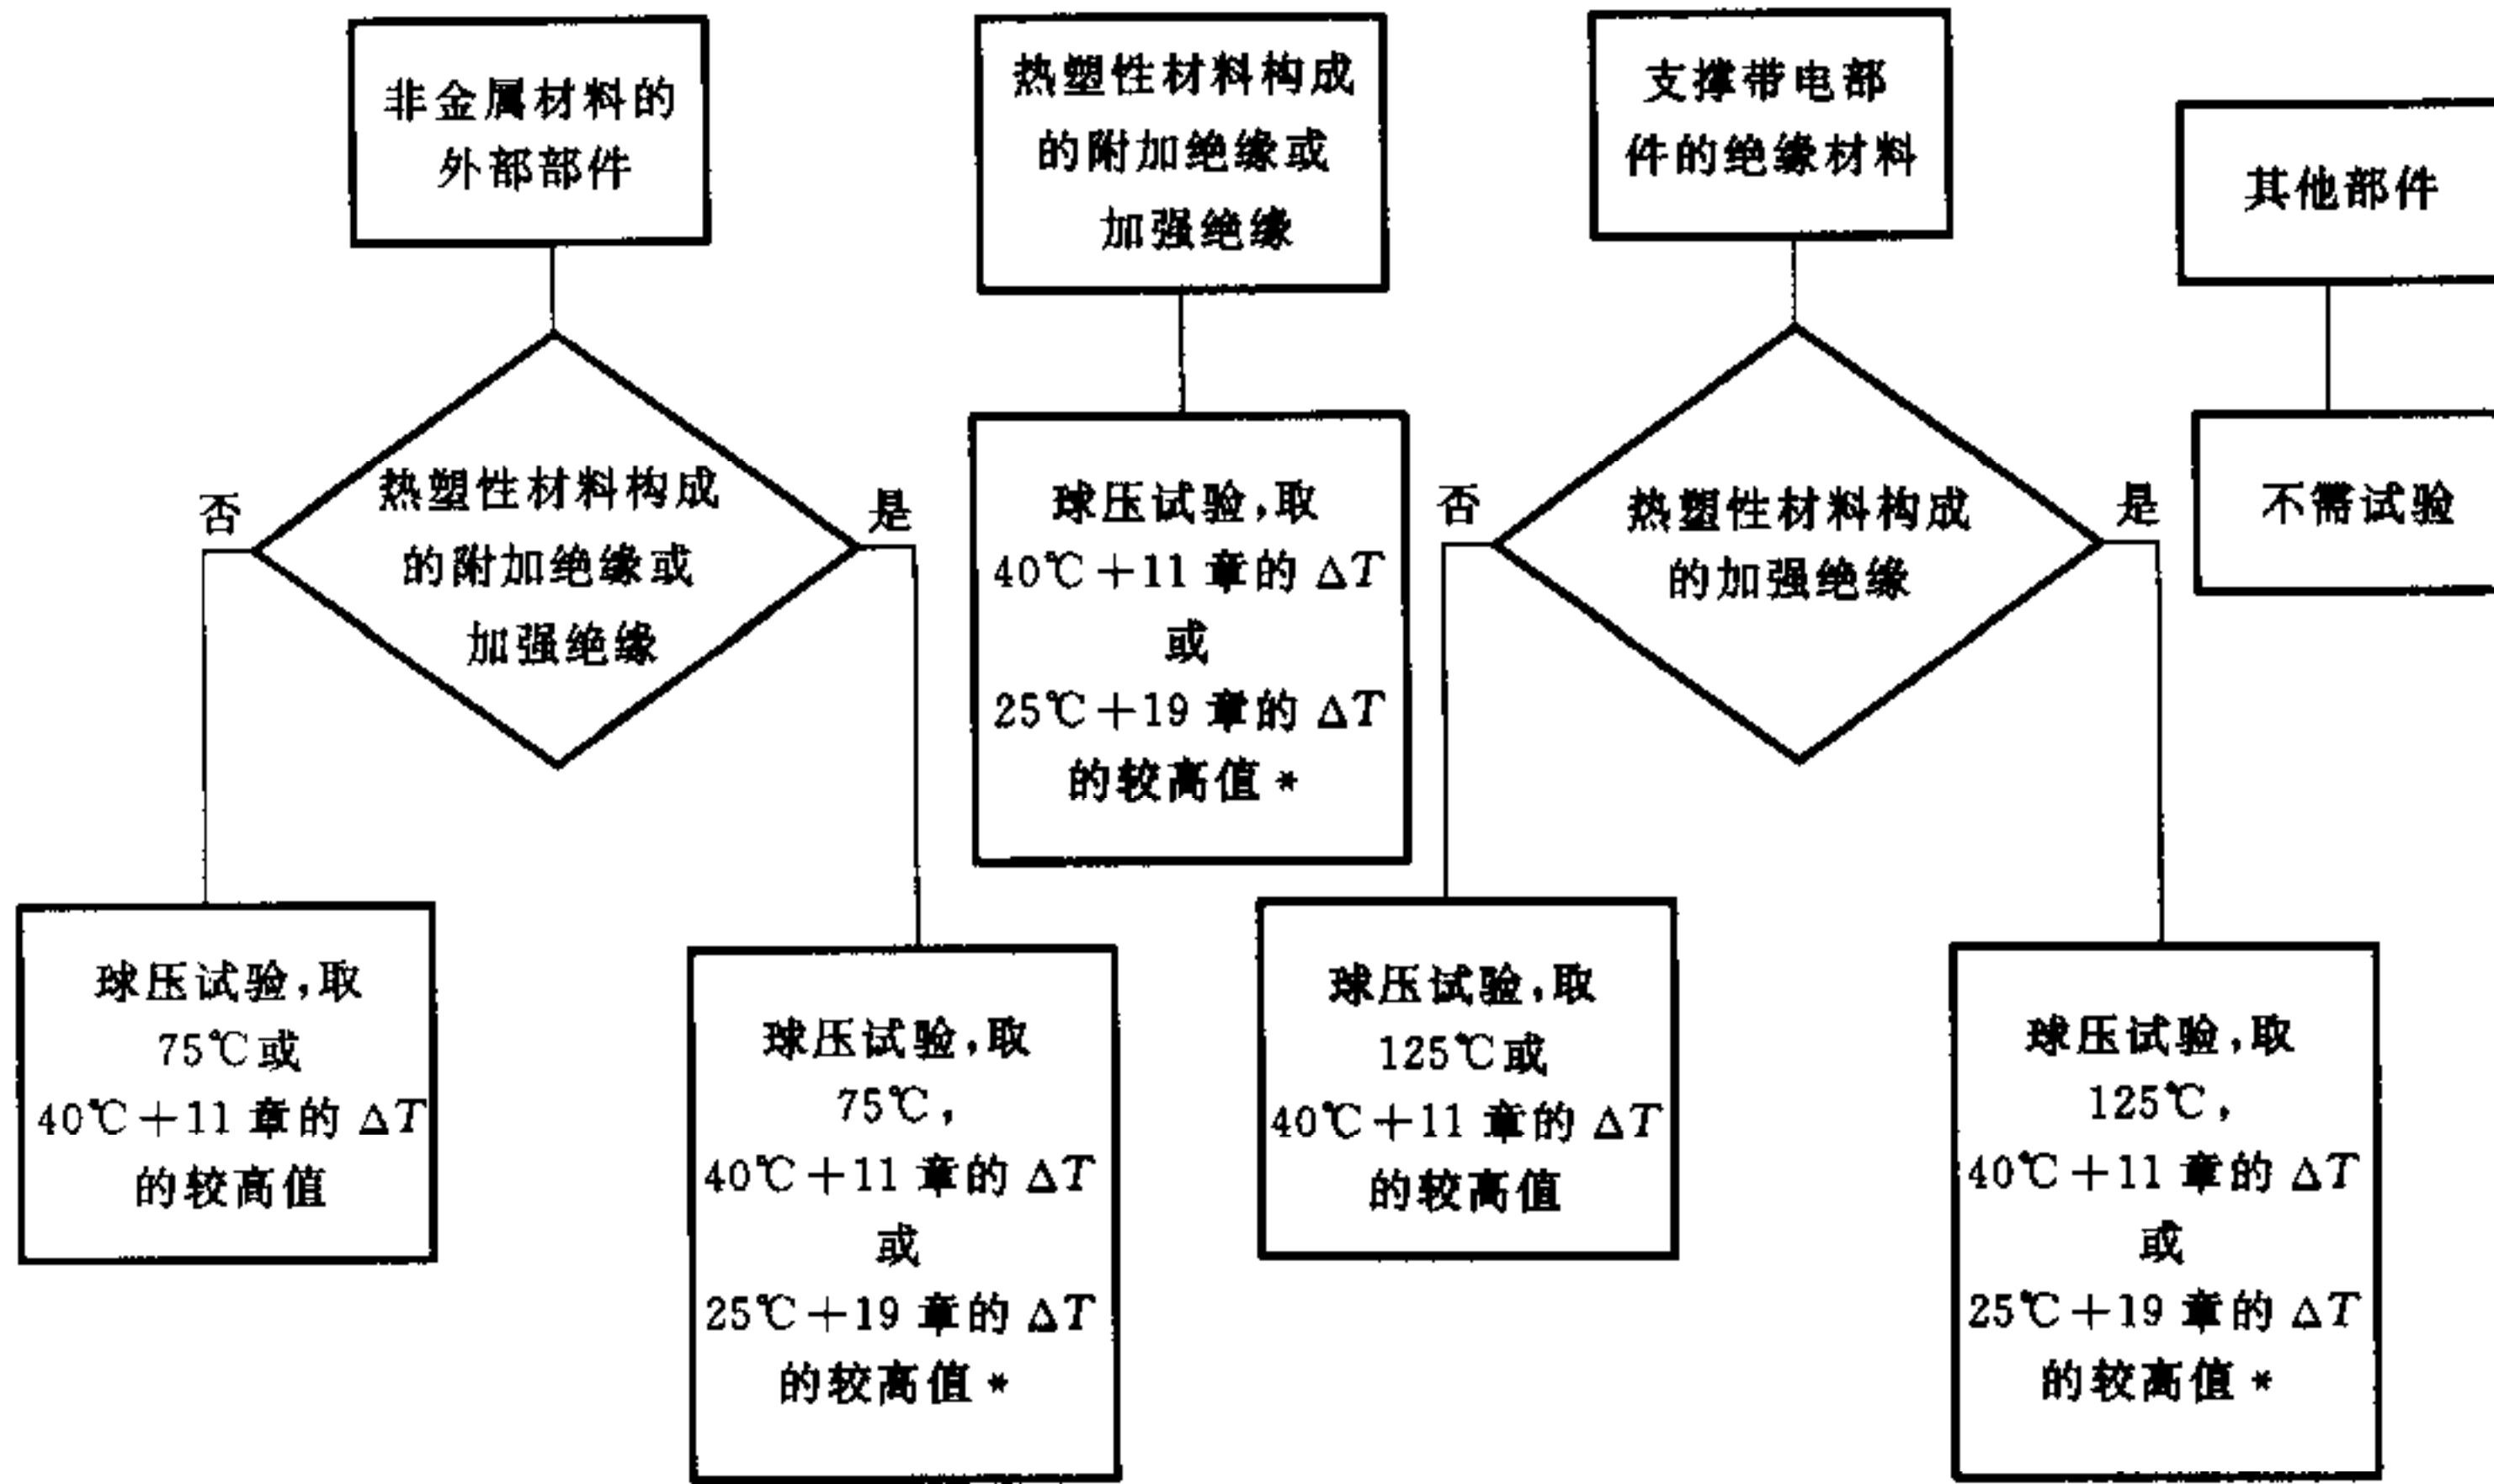 非金属材料的
外部部件
热塑性材料构成
的附加绝缘或
加强绝缘
支撑带电部
件的绝缘材料
其他部件
否
热塑性材料构成
的附加绝缘或
加强绝缘
是
球压试验,取
40℃+11 章的 ΔT
或
25℃+19 章的 ΔT
的较高值*
否
热塑性材料构成
的加强绝缘
是
不需试验
球压试验,取
75℃或
40℃+11 章的 ΔT
的较高值
球压试验,取
75℃,
40℃+11 章的 ΔT
或
25℃+19 章的 ΔT
的较高值*
球压试验,取
125℃或
40℃+11 章的 ΔT
的较高值
球压试验,取
125℃,
40℃+11 章的 ΔT
或
25℃+19 章的 ΔT
的较高值*